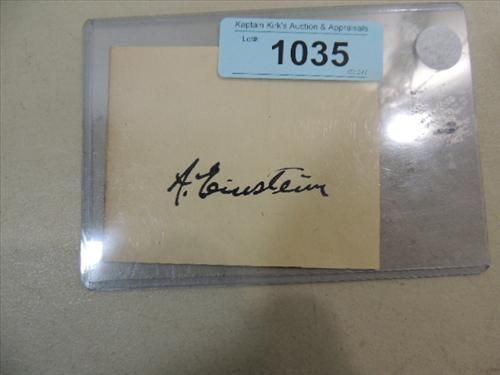 Kaptain Kirk's Auction & Appraisals
Lot#:
1035
A. Einstein